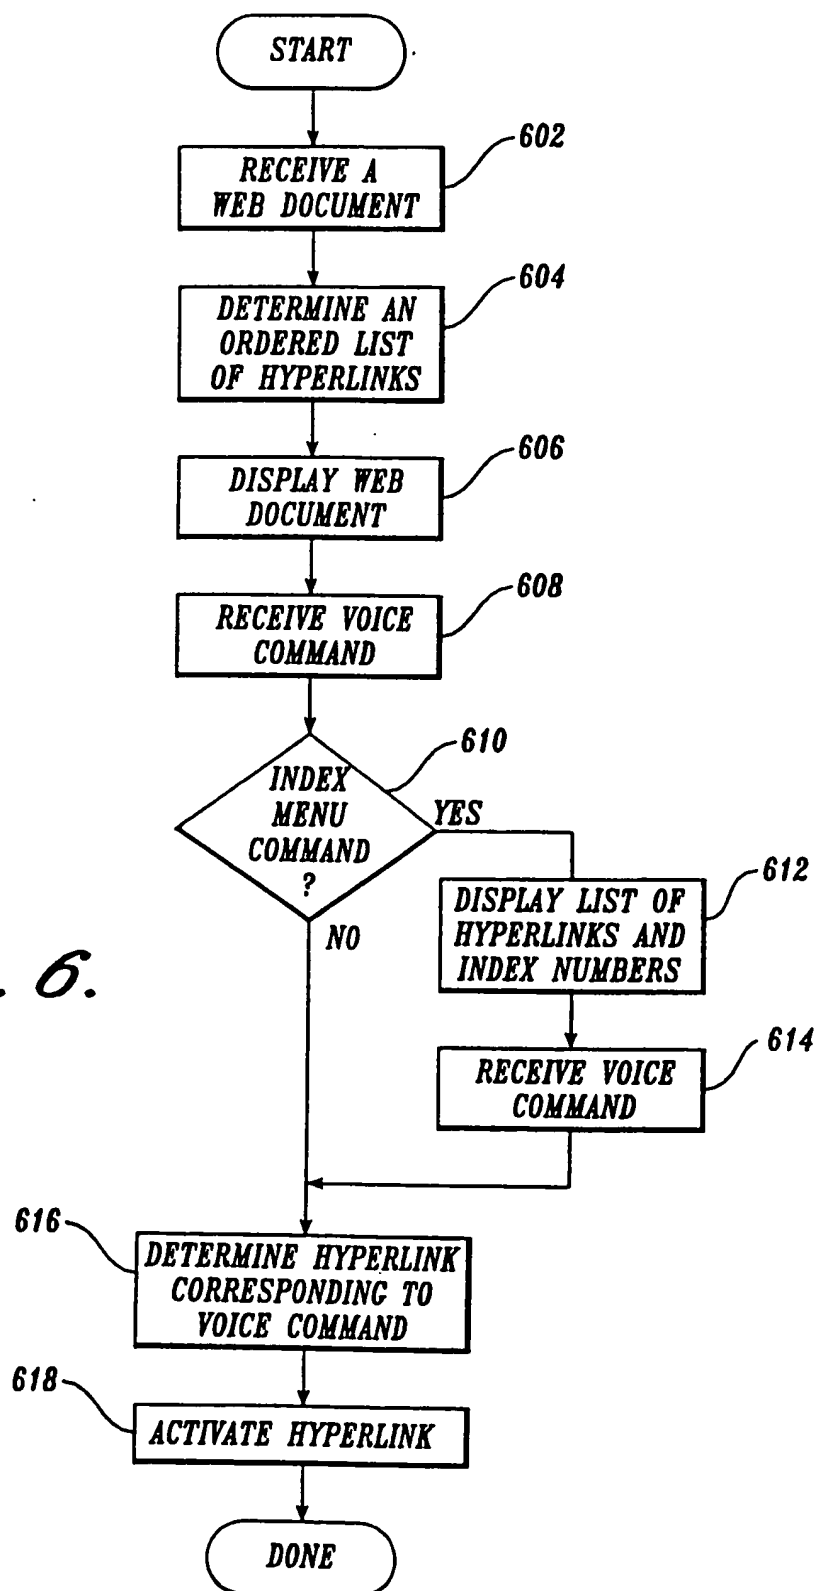 START
602
RECEIVE A
WEB DOCUMENT
604
DETERMINE AN
ORDERED LIST
OF HYPERLINKS
606
DISPLAY WEB
DOCUMENT
608
RECEIVE VOICE
COMMAND
610
INDEX
MENU
COMMAND
?
YES
NO
612
DISPLAY LIST OF
HYPERLINKS AND
INDEX NUMBERS
. 6.
614
RECEIVE VOICE
COMMAND
616
DETERMINE HYPERLINK
CORRESPONDING TO
VOICE COMMAND
618
ACTIVATE HYPERLINK
DONE